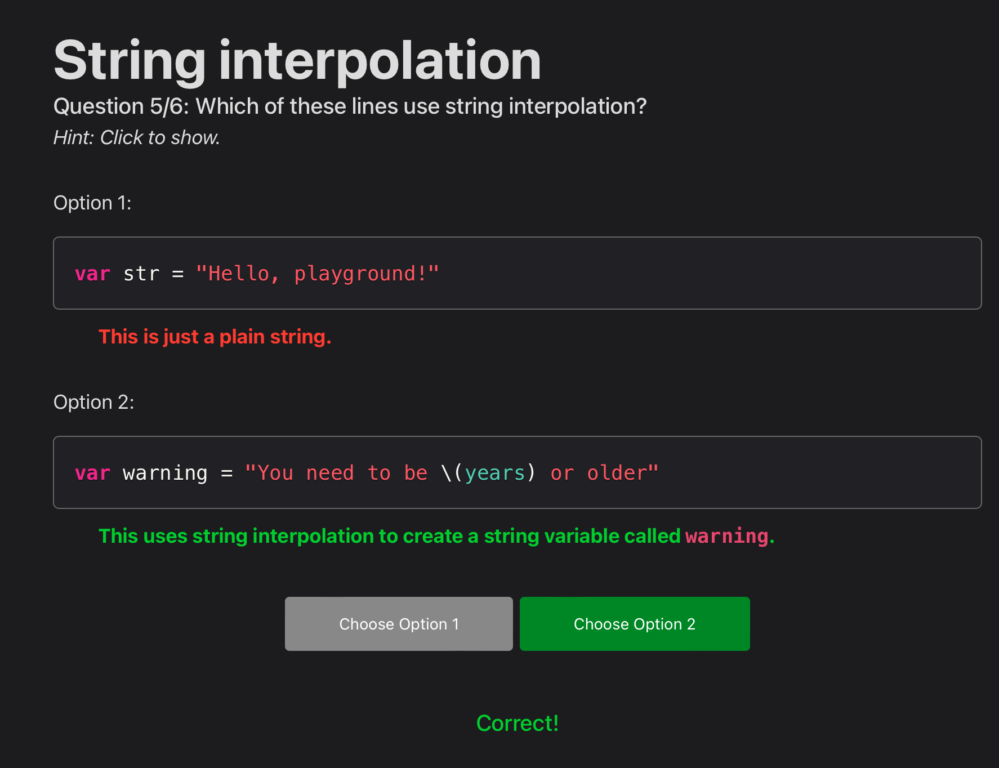 String interpolation
Question 5/6: Which of these lines use string interpolation?
Hint: Click to show.
Option 1:
var str = "Hello, playground!"
This is just a plain string.
Option 2:
var warning = "You need to be \(years) or older"
This uses string interpolation to create a string variable called warning.
Choose Option 1
Choose Option 2
Correct!